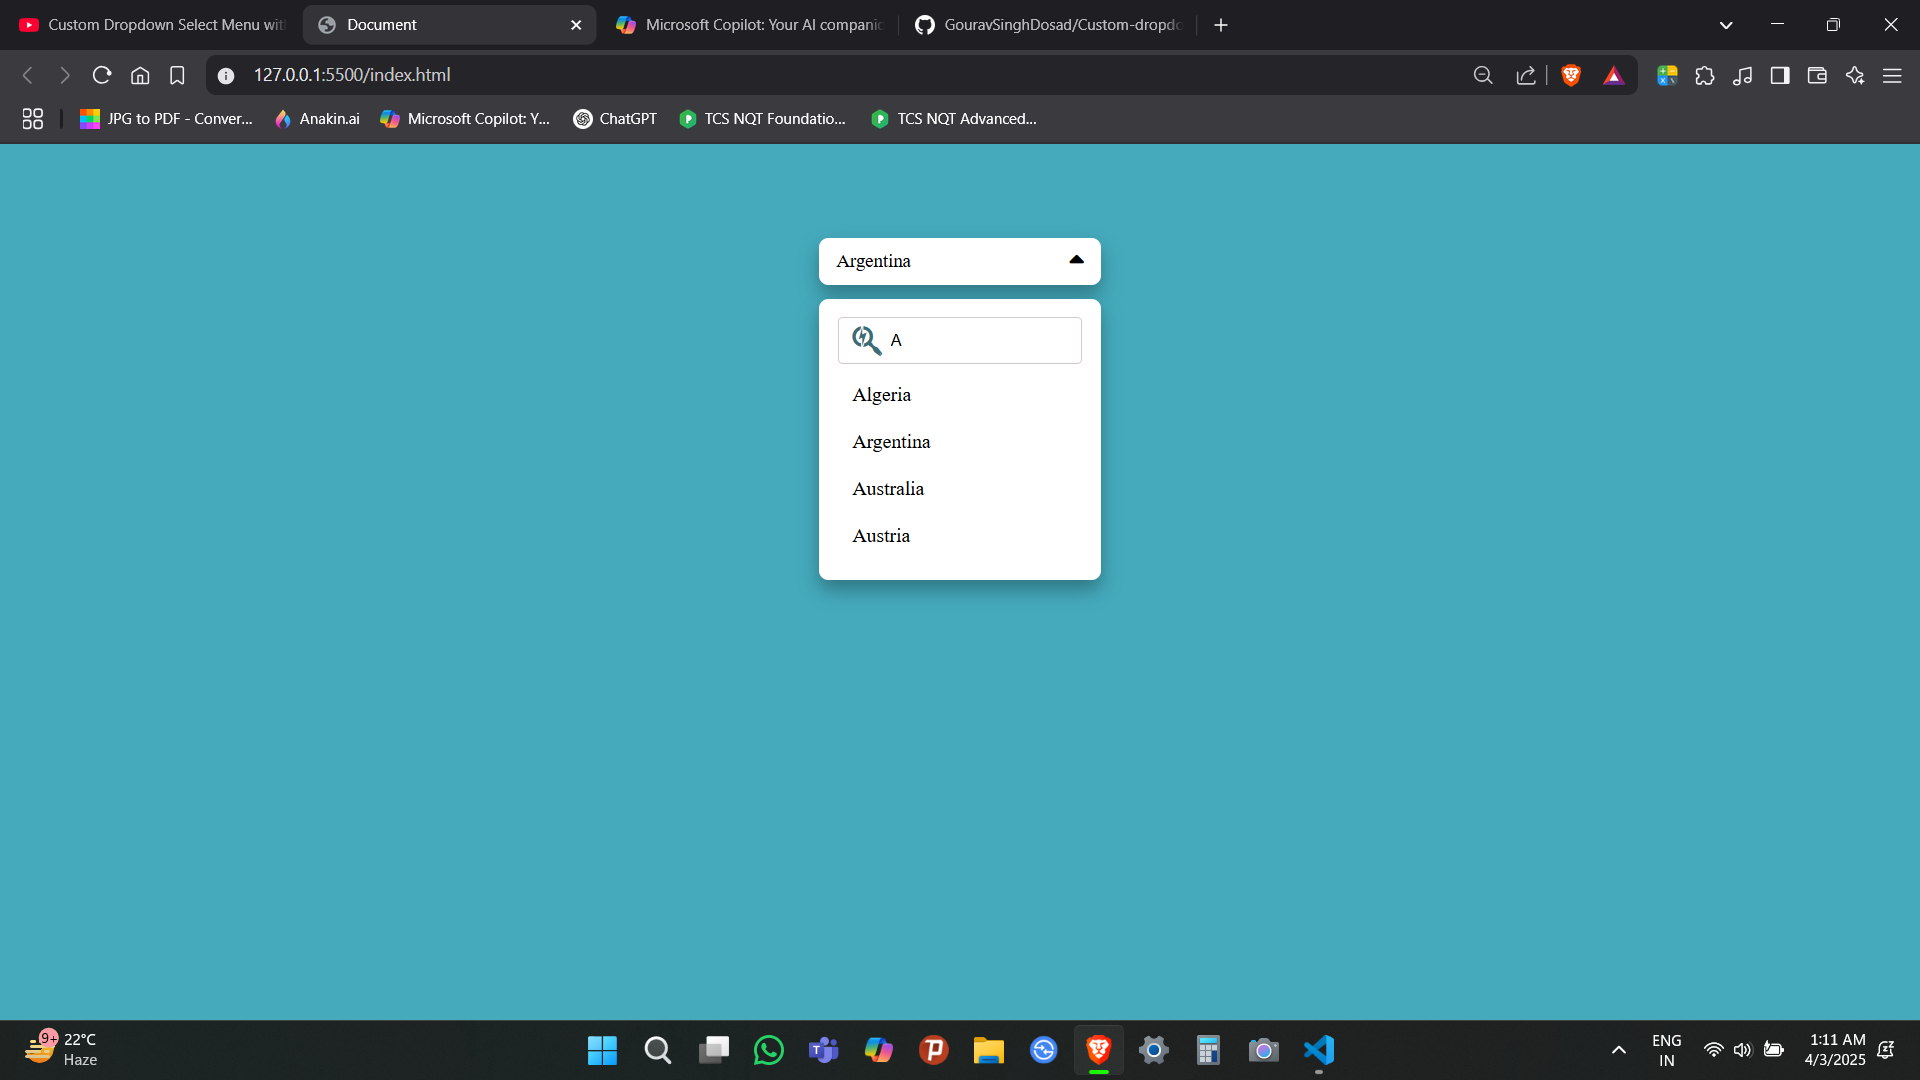 Custom Dropdown Select Menu wit
Document
Microsoft Copilot: Your AI companio
GouravSinghDosad/Custom-dropdo
127.0.0.1:5500/index.html
JPG to PDF - Conver...
Anakin.ai
Microsoft Copilot: Y...
ChatGPT
TCS NQT Foundatio...
TCS NQT Advanced...
Argentina
A
Algeria
Argentina
Australia
Austria
9+
22°C
Haze
ENG
IN
1:11 AM
4/3/2025